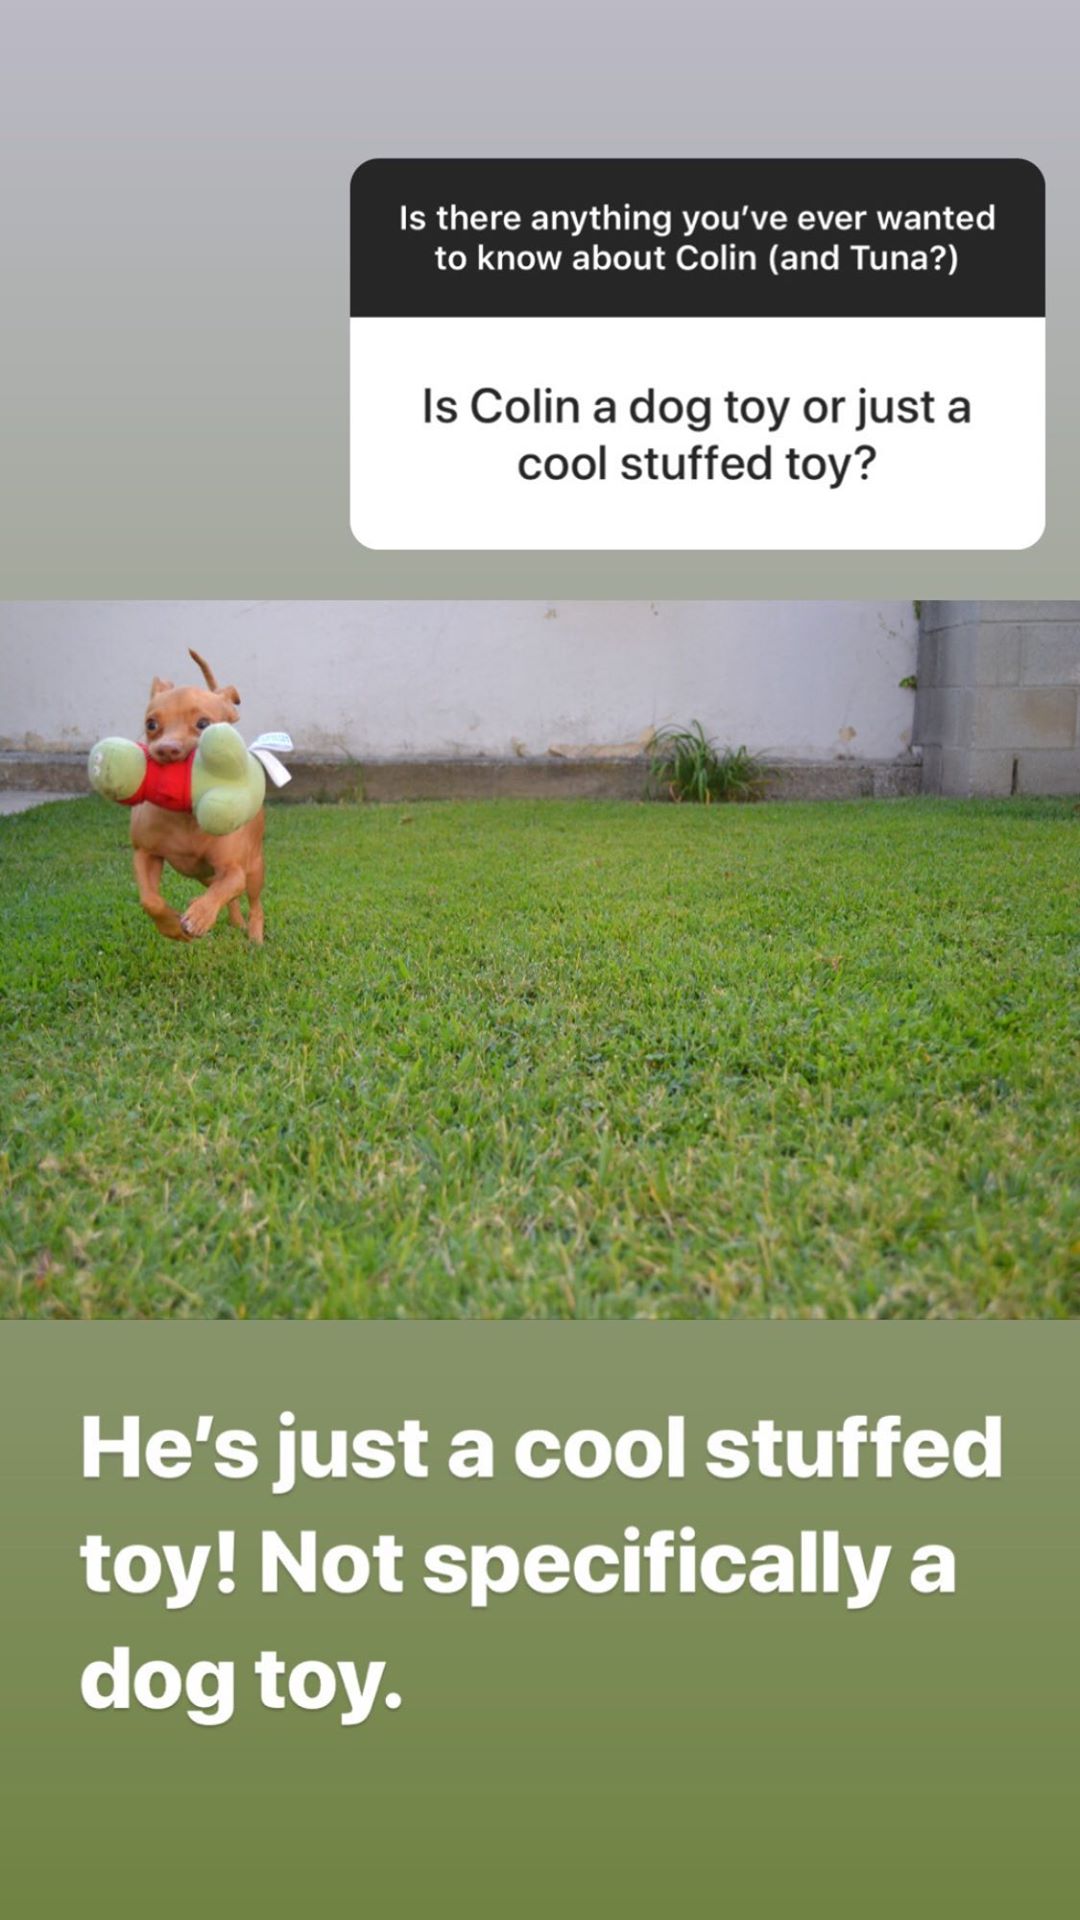 Is there anything you’ve ever wanted
to know about Colin (and Tuna?)
Is Colin a dog toy or just a
cool stuffed toy?
He’s just a cool stuffed
toy! Not specifically a
dog toy.